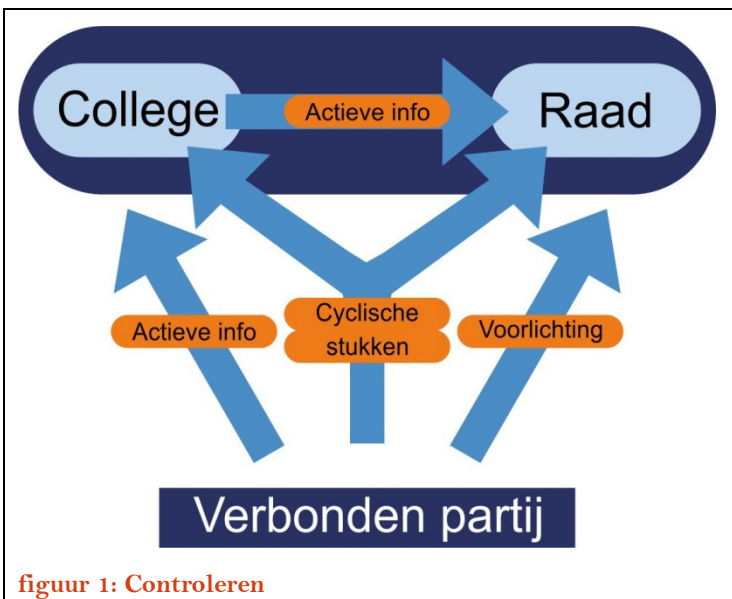 College
Actieve info
Raad
Actieve info
Cyclische
stukken
Voorlichting
Verbonden partij
figuur 1: Controleren